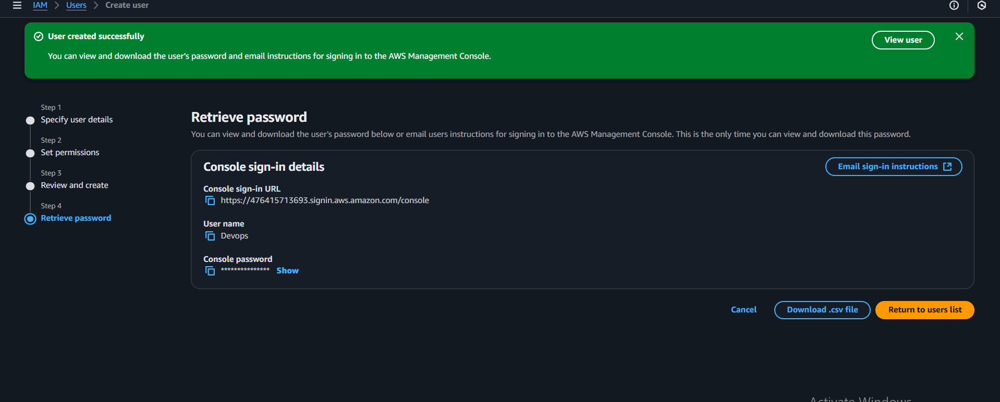 IAM > Users > Create user
User created successfully
You can view and download the user's password and email instructions for signing in to the AWS Management Console.
View user
Step 1
Specify user details
Step 2
Set permissions
Step 3
Review and create
Step 4
Retrieve password
Retrieve password
You can view and download the user's password below or email users instructions for signing in to the AWS Management Console. This is the only time you can view and download this password.
Console sign-in details
Email sign-in instructions
Console sign-in URL
https://476415713693.signin.aws.amazon.com/console
User name
Devops
Console password
*************** Show
Cancel
Download .csv file
Return to users list
Activate Windows